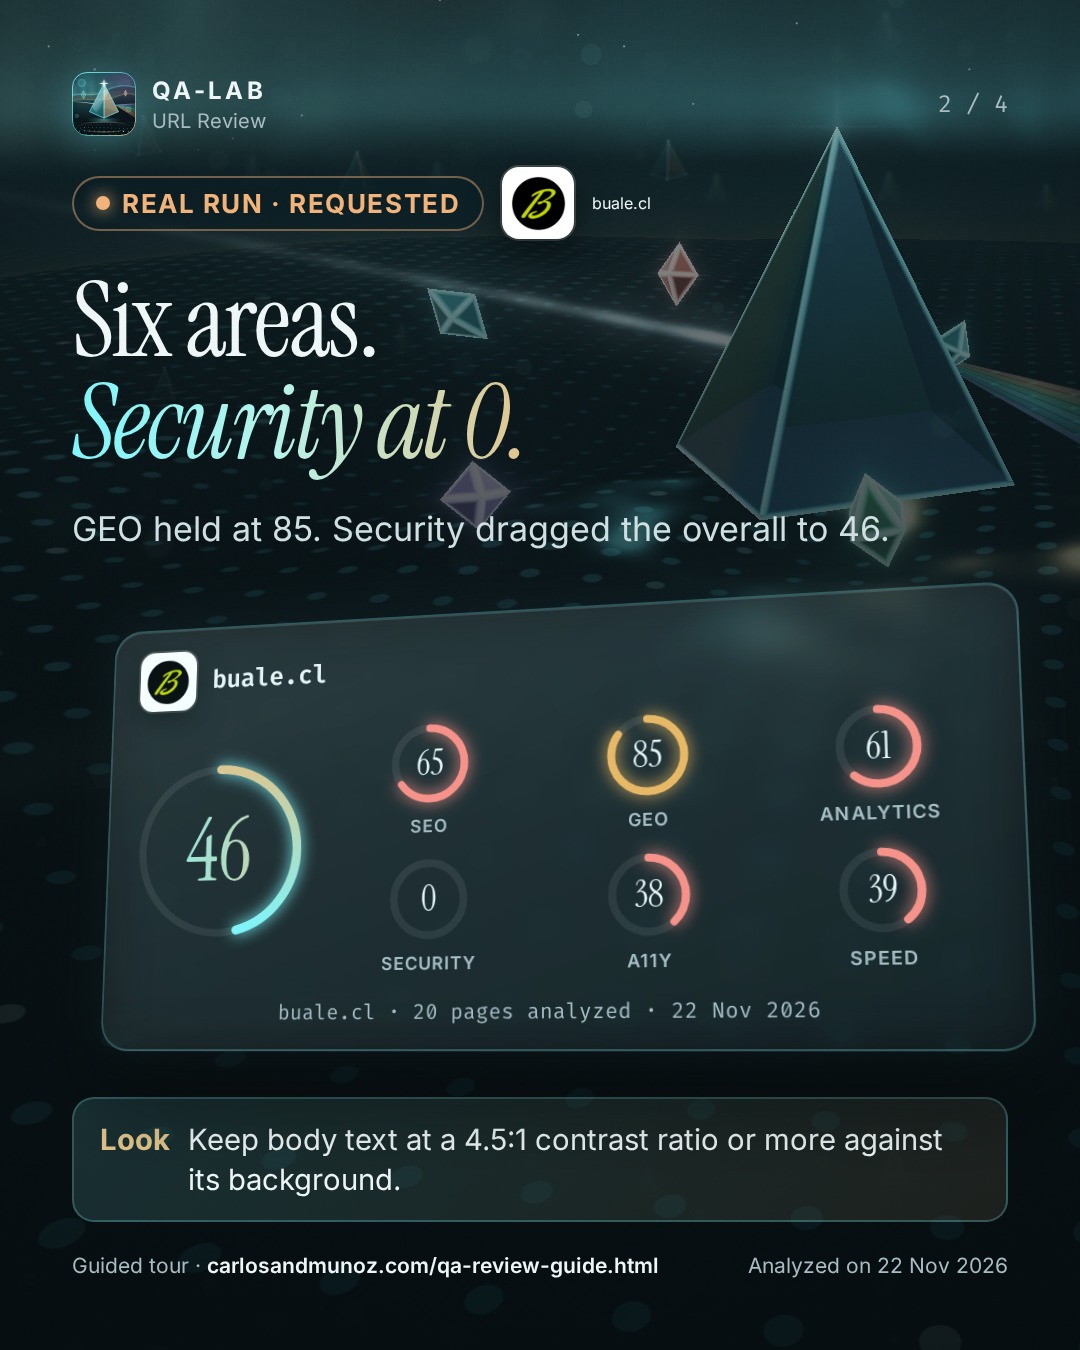 QA-LAB
URL Review
2 / 4
REAL RUN · REQUESTED
B
buale.cl
Six areas.
Security at 0.
GEO held at 85. Security dragged the overall to 46.
B
buale.cl
46
65
SEO
85
GEO
61
ANALYTICS
0
SECURITY
38
A11Y
39
SPEED
buale.cl · 20 pages analyzed · 22 Nov 2026
Look Keep body text at a 4.5:1 contrast ratio or more against
its background.
Guided tour · carlosandmunoz.com/qa-review-guide.html
Analyzed on 22 Nov 2026